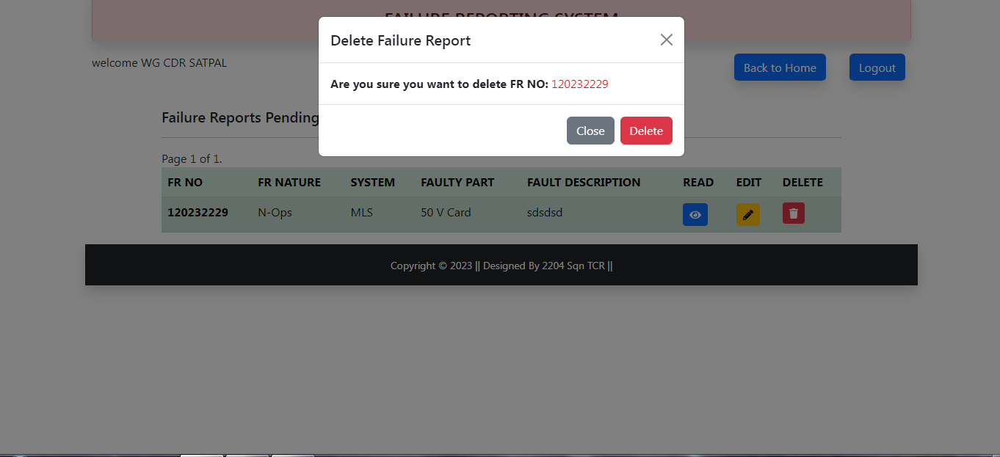 FAILURE REPORTING SYSTEM
Delete Failure Report
welcome WG CDR SATPAL
Back to Home
Logout
Are you sure you want to delete FR NO: 120232229
Failure Reports Pending
Close
Delete
Page 1 of 1.
FR NO FR NATURE SYSTEM FAULTY PART FAULT DESCRIPTION READ EDIT DELETE
120232229 N-Ops MLS 50 V Card sdsdsd
Copyright © 2023 || Designed By 2204 Sqn TCR ||